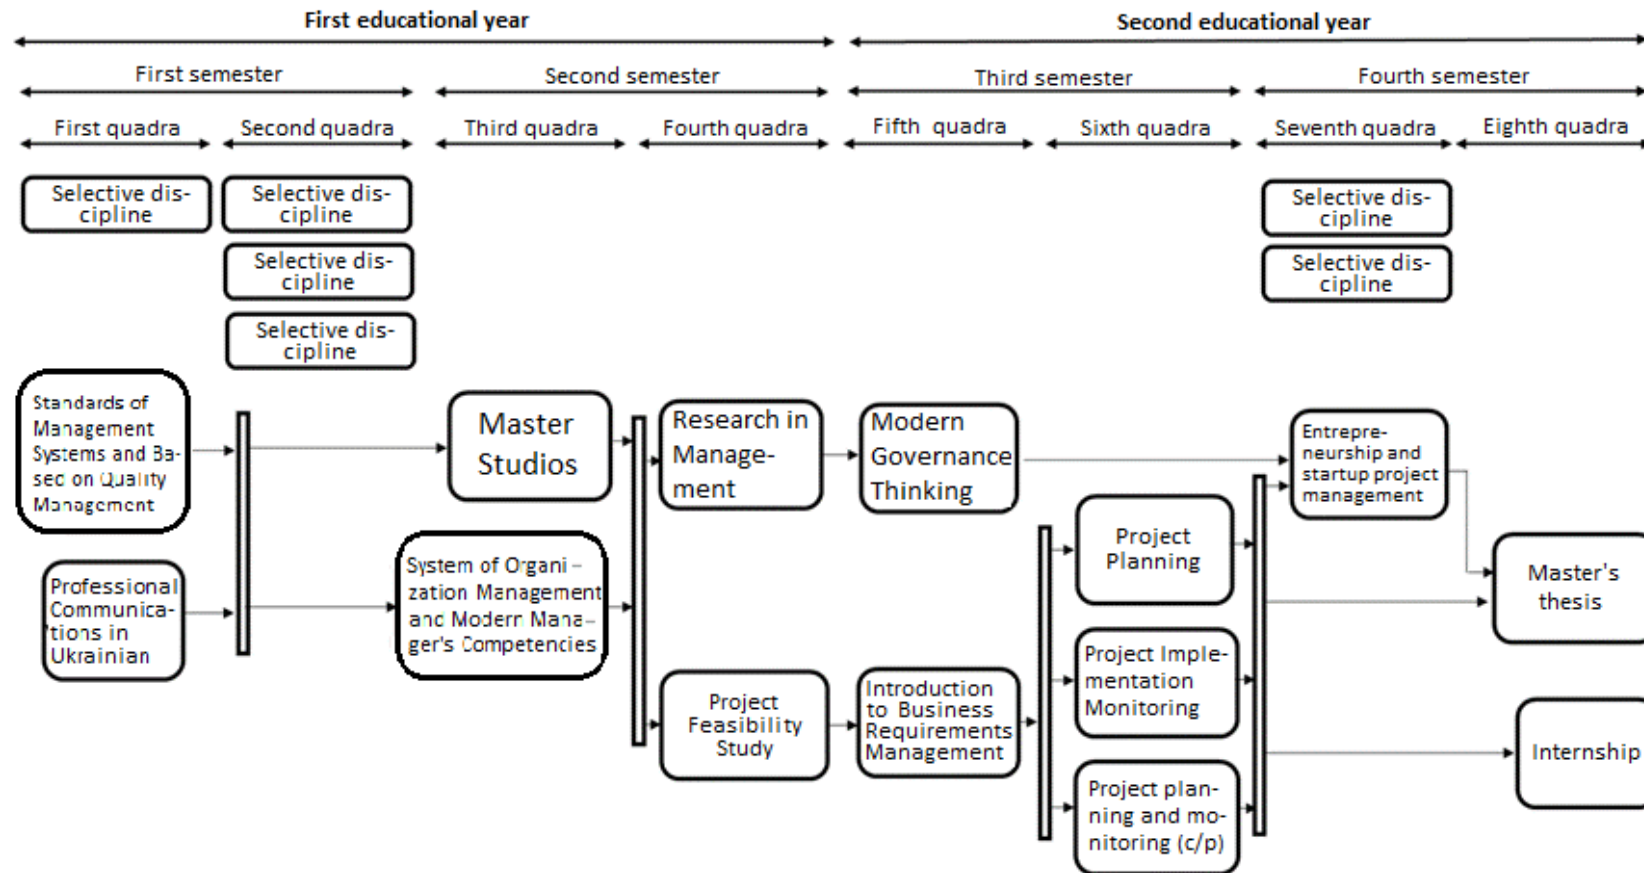 First educational year
Second educational year
First semester
Second semester
Third semester
Fourth semester
First quadra
Second quadra
Third quadra
Fourth quadra
Fifth quadra
Sixth quadra
Seventh quadra
Eighth quadra
Selective dis-
cipline
Selective dis-
cipline
Selective dis-
cipline
Selective dis-
cipline
Selective dis-
cipline
Selective dis-
cipline
Standards of
Management
Systems and Ba-
sed on Quality
Management
Professional
Communica-
tions in
Ukrainian
Master
Studios
System of Organi–
zation Management
and Modern Mana–
ger's Competencies
Research in
Manage-
ment
Project
Feasibility
Study
Modern
Governance
Thinking
Introduction
to Business
Requirements
Management
Project
Planning
Project Imple-
mentation
Monitoring
Project plan-
ning and mo-
nitoring (c/p)
Entrepre-
neurship and
startup project
management
Master's
thesis
Internship